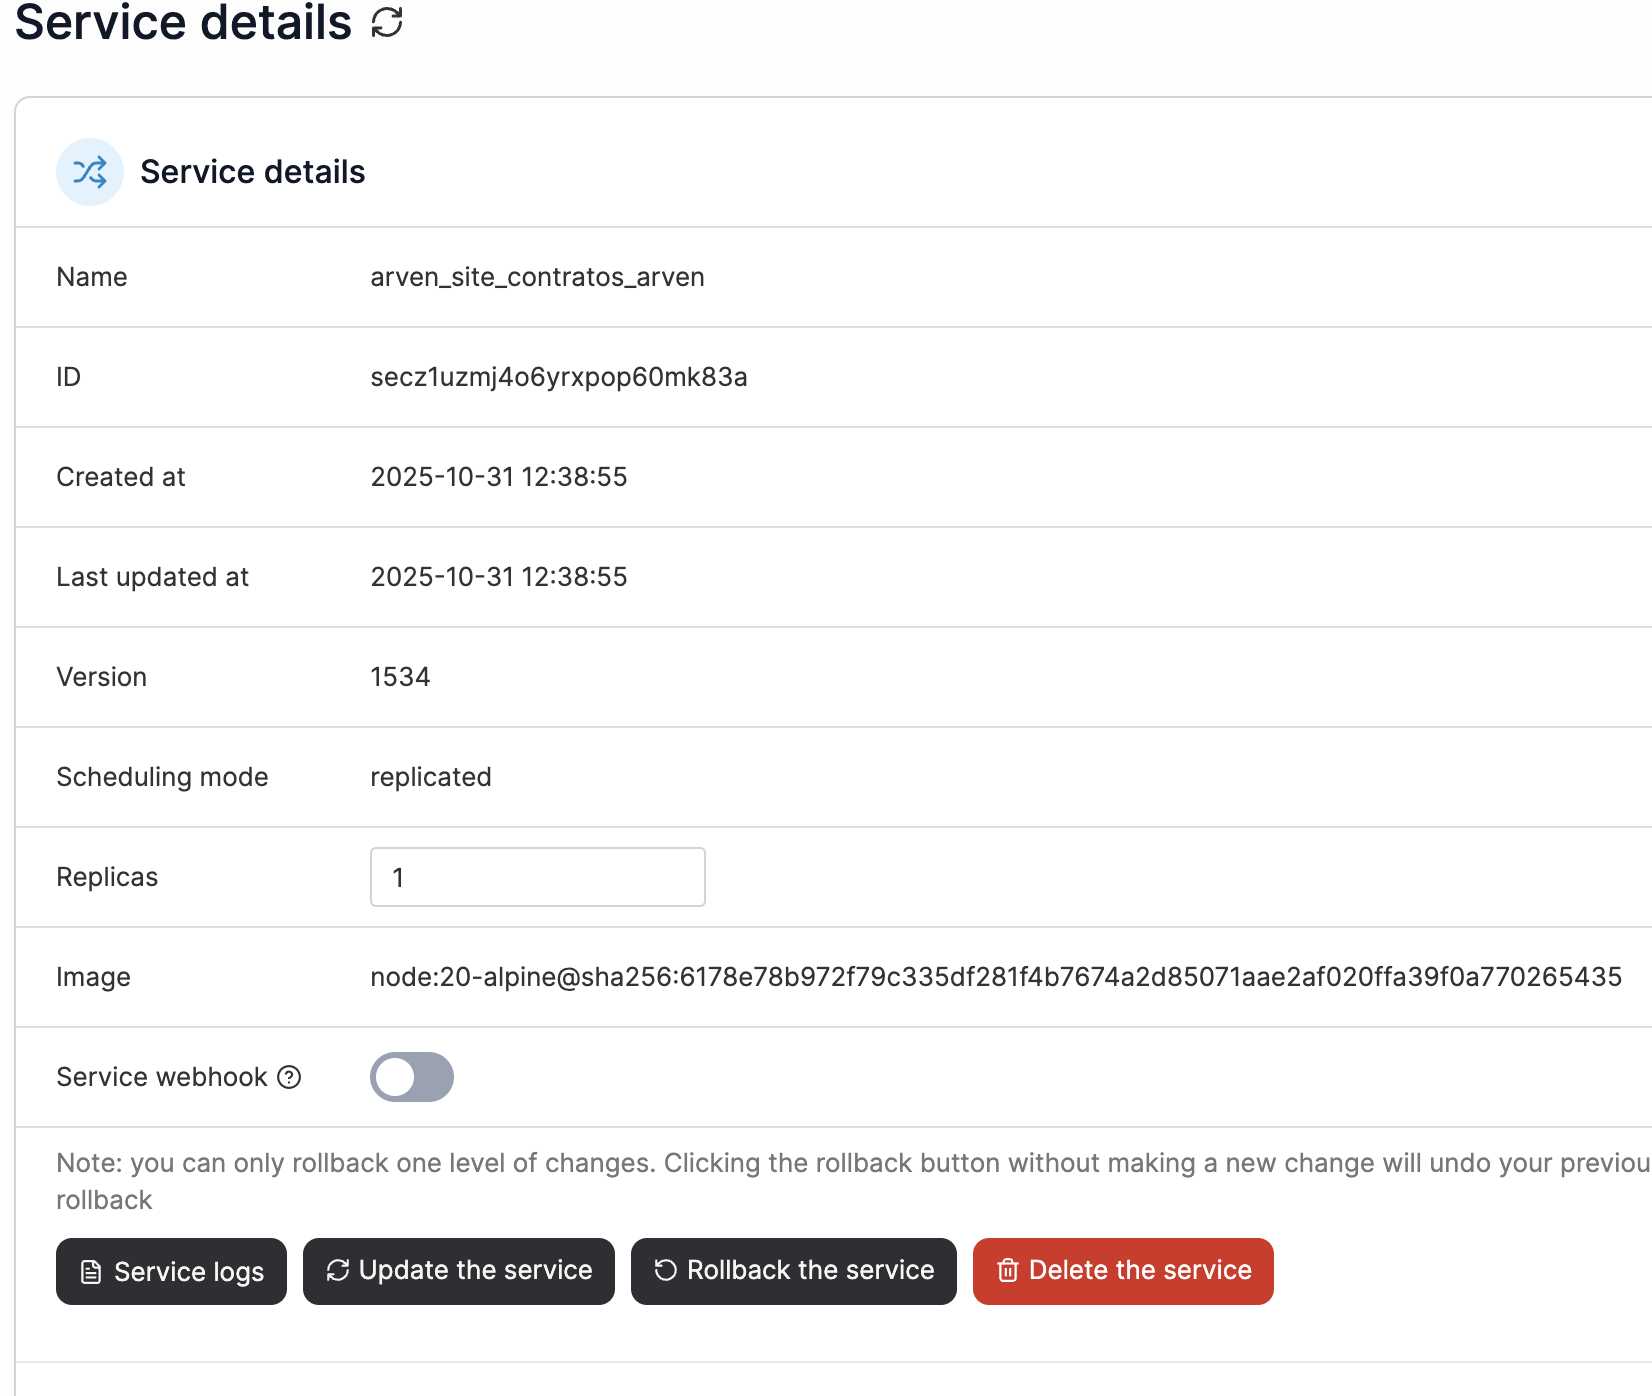 Service details
Service details
Name
arven_site_contratos_arven
ID
secz1uzmj4o6yrxpop60mk83a
Created at
2025-10-31 12:38:55
Last updated at
2025-10-31 12:38:55
Version
1534
Scheduling mode
replicated
Replicas
1
Image
node:20-alpine@sha256:6178e78b972f79c335df281f4b7674a2d85071aae2af020ffa39f0a770265435
Service webhook
Note: you can only rollback one level of changes. Clicking the rollback button without making a new change will undo your previou
rollback
Service logs
Update the service
Rollback the service
Delete the service